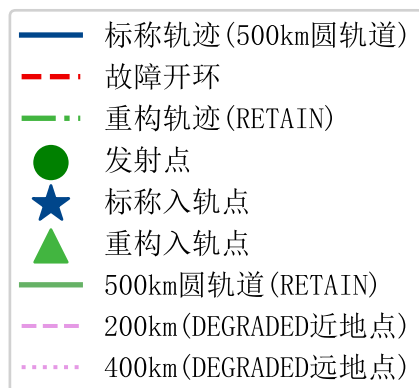 标称轨迹(500km圆轨道)
故障开环
重构轨迹(RETAIN)
发射点
标称入轨点
重构入轨点
500km圆轨道(RETAIN)
200km(DEGRADED近地点)
400km(DEGRADED远地点)